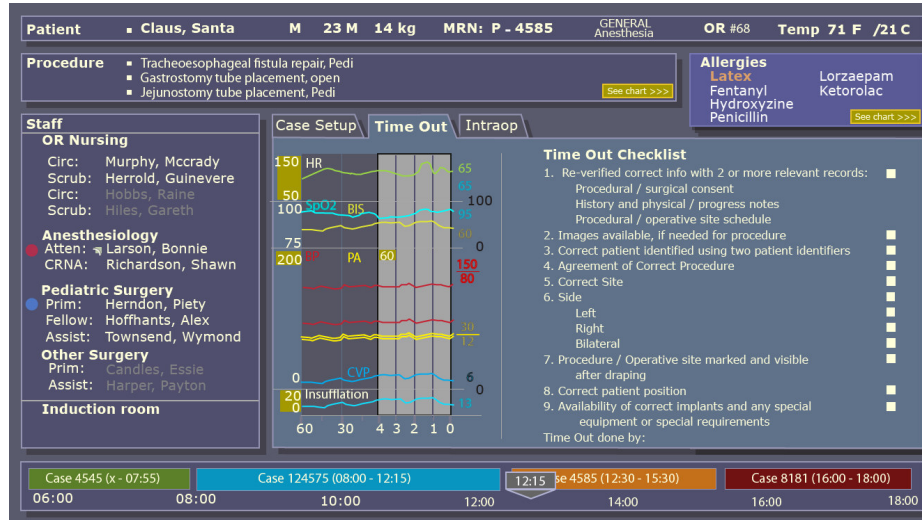 Patient ▪ Claus, Santa M 23 M 14 kg MRN: P - 4585 GENERAL Anesthesia OR #68 Temp 71 F /21 C
Procedure ▪ Tracheoesophageal fistula repair, Pedi
▪ Gastrostomy tube placement, open
▪ Jejunostomy tube placement, Pedi
See chart >>>
Allergies
Latex Lorzaepam
Fentanyl Ketorolac
Hydroxyzine
Penicillin See chart >>>
Staff
OR Nursing
Circ: Murphy, Mccrady
Scrub: Herrold, Guinevere
Circ: Hobbs, Raine
Scrub: Hiles, Gareth
Anesthesiology
Atten: Larson, Bonnie
CRNA: Richardson, Shawn
Pediatric Surgery
Prim: Herndon, Piety
Fellow: Hoffhants, Alex
Assist: Townsend, Wymond
Other Surgery
Prim: Candles, Essie
Assist: Harper, Payton
Induction room
Case Setup Time Out Intraop
150 HR 65
65
50 100
100 SpO2 BIS 95
60
75 0
200 BP PA 60 150
80
30
12
0 CVP 6
0
20 Insufflation 13
0
60 30 4 3 2 1 0
Time Out Checklist
1. Re-verified correct info with 2 or more relevant records:
Procedural / surgical consent
History and physical / progress notes
Procedural / operative site schedule
2. Images available, if needed for procedure
3. Correct patient identified using two patient identifiers
4. Agreement of Correct Procedure
5. Correct Site
6. Side
Left
Right
Bilateral
7. Procedure / Operative site marked and visible
after draping
8. Correct patient position
9. Availability of correct implants and any special
equipment or special requirements
Time Out done by:
Case 4545 (x - 07:55) Case 124575 (08:00 - 12:15) 12:15 se 4585 (12:30 - 15:30) Case 8181 (16:00 - 18:00)
06:00 08:00 10:00 12:00 14:00 16:00 18:00